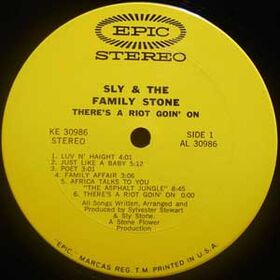 EPIC
STEREO
SLY & THE
FAMILY STONE
THERE'S A RIOT GOIN' ON
KE 30986
STEREO
SIDE 1
AL 30986
1. LUV N' HAIGHT 4:01
2. JUST LIKE A BABY 5:12
3. POET 3:01
4. FAMILY AFFAIR 3:06
5. AFRICA TALKS TO YOU
"THE ASPHALT JUNGLE" 8:45
6. THERE'S A RIOT GOIN' ON 0:00
All Songs Written, Arranged and
Produced by Sylvester Stewart
& Sly Stone.
A Stone Flower
Production
"EPIC" MARCAS REG. T.M. PRINTED IN U.S.A.